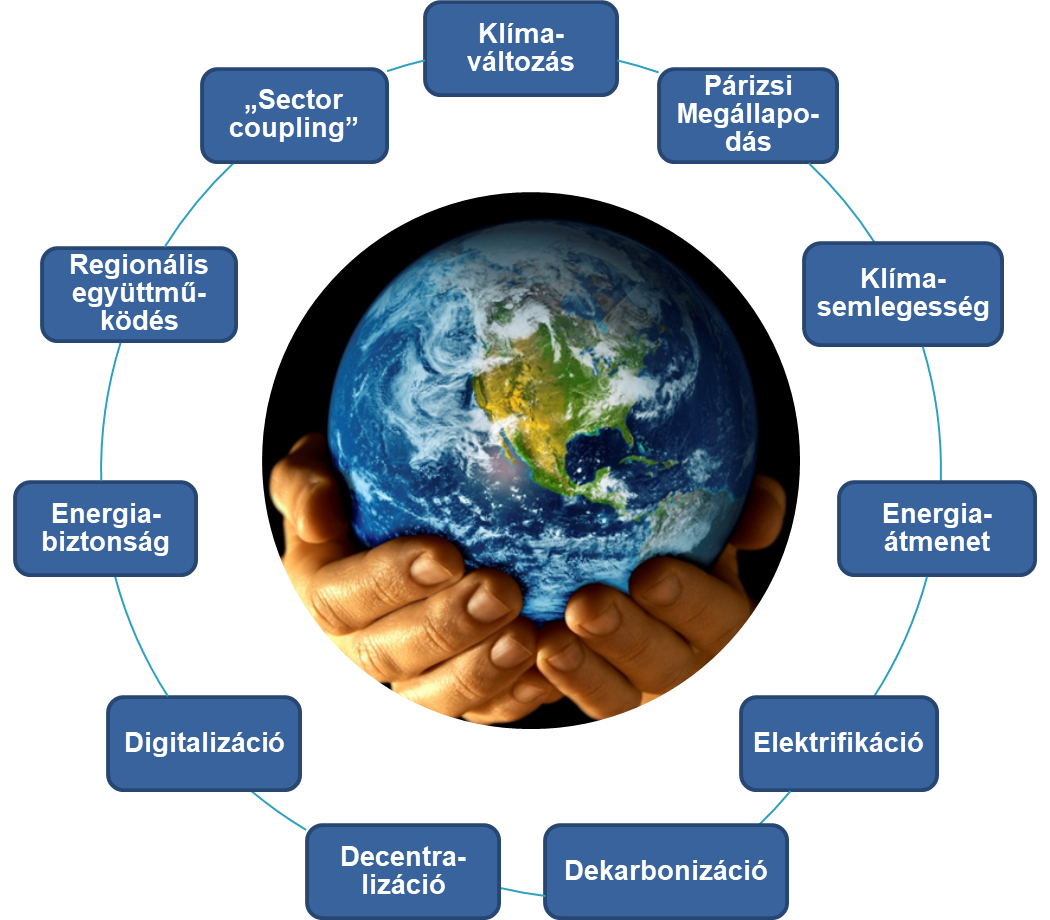 Klíma-
változás
Párizsi
Megállapo-
dás
Klíma-
semlegesség
Energia-
átmenet
Elektrifikáció
Dekarbonizáció
Decentra-
lizáció
Digitalizáció
Energia-
biztonság
Regionális
együttmű-
ködés
„Sector
coupling”